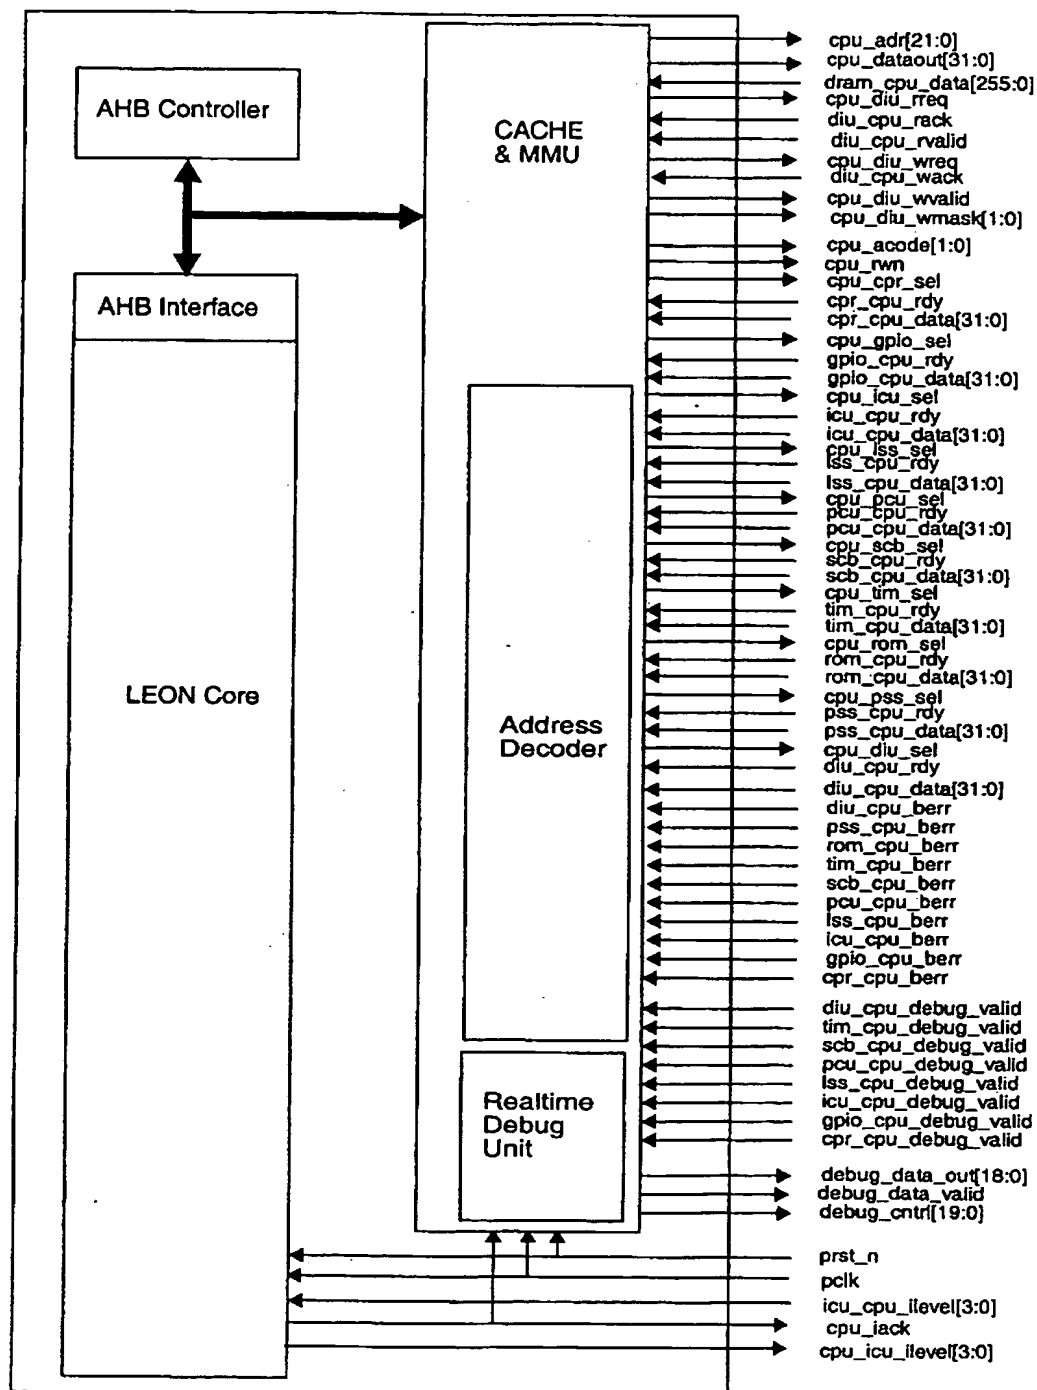 AHB Controller
CACHE
& MMU
AHB Interface
LEON Core
Address
Decoder
Realtime
Debug
Unit
cpu_adr[21:0]
cpu_dataout[31:0]
dram_cpu_data[255:0]
cpu_diu_rreq
diu_cpu_rack
diu_cpu_rvalid
cpu_diu_wreq
diu_cpu_wack
cpu_diu_wvalid
cpu_diu_wmask[1:0]
cpu_acode[1:0]
cpu_rwn
cpu_cpr_sel
cpr_cpu_rdy
cpr_cpu_data[31:0]
cpu_gpio_sel
gpio_cpu_rdy
gpio_cpu_data[31:0]
cpu_icu_sel
icu_cpu_rdy
icu_cpu_data[31:0]
cpu_lss_sel
lss_cpu_rdy
lss_cpu_data[31:0]
cpu_pcu_sel
pcu_cpu_rdy
pcu_cpu_data[31:0]
cpu_scb_sel
scb_cpu_rdy
scb_cpu_data[31:0]
cpu_tim_sel
tim_cpu_rdy
tim_cpu_data[31:0]
cpu_rom_sel
rom_cpu_rdy
rom_cpu_data[31:0]
cpu_pss_sel
pss_cpu_rdy
pss_cpu_data[31:0]
cpu_diu_sel
diu_cpu_rdy
diu_cpu_data[31:0]
diu_cpu_berr
pss_cpu_berr
rom_cpu_berr
tim_cpu_berr
scb_cpu_berr
pcu_cpu_berr
lss_cpu_berr
icu_cpu_berr
gpio_cpu_berr
cpr_cpu_berr
diu_cpu_debug_valid
tim_cpu_debug_valid
scb_cpu_debug_valid
pcu_cpu_debug_valid
lss_cpu_debug_valid
icu_cpu_debug_valid
gpio_cpu_debug_valid
cpr_cpu_debug_valid
debug_data_out[18:0]
debug_data_valid
debug_cntrl[19:0]
prst_n
pclk
icu_cpu_ilevel[3:0]
cpu_iack
cpu_icu_ilevel[3:0]